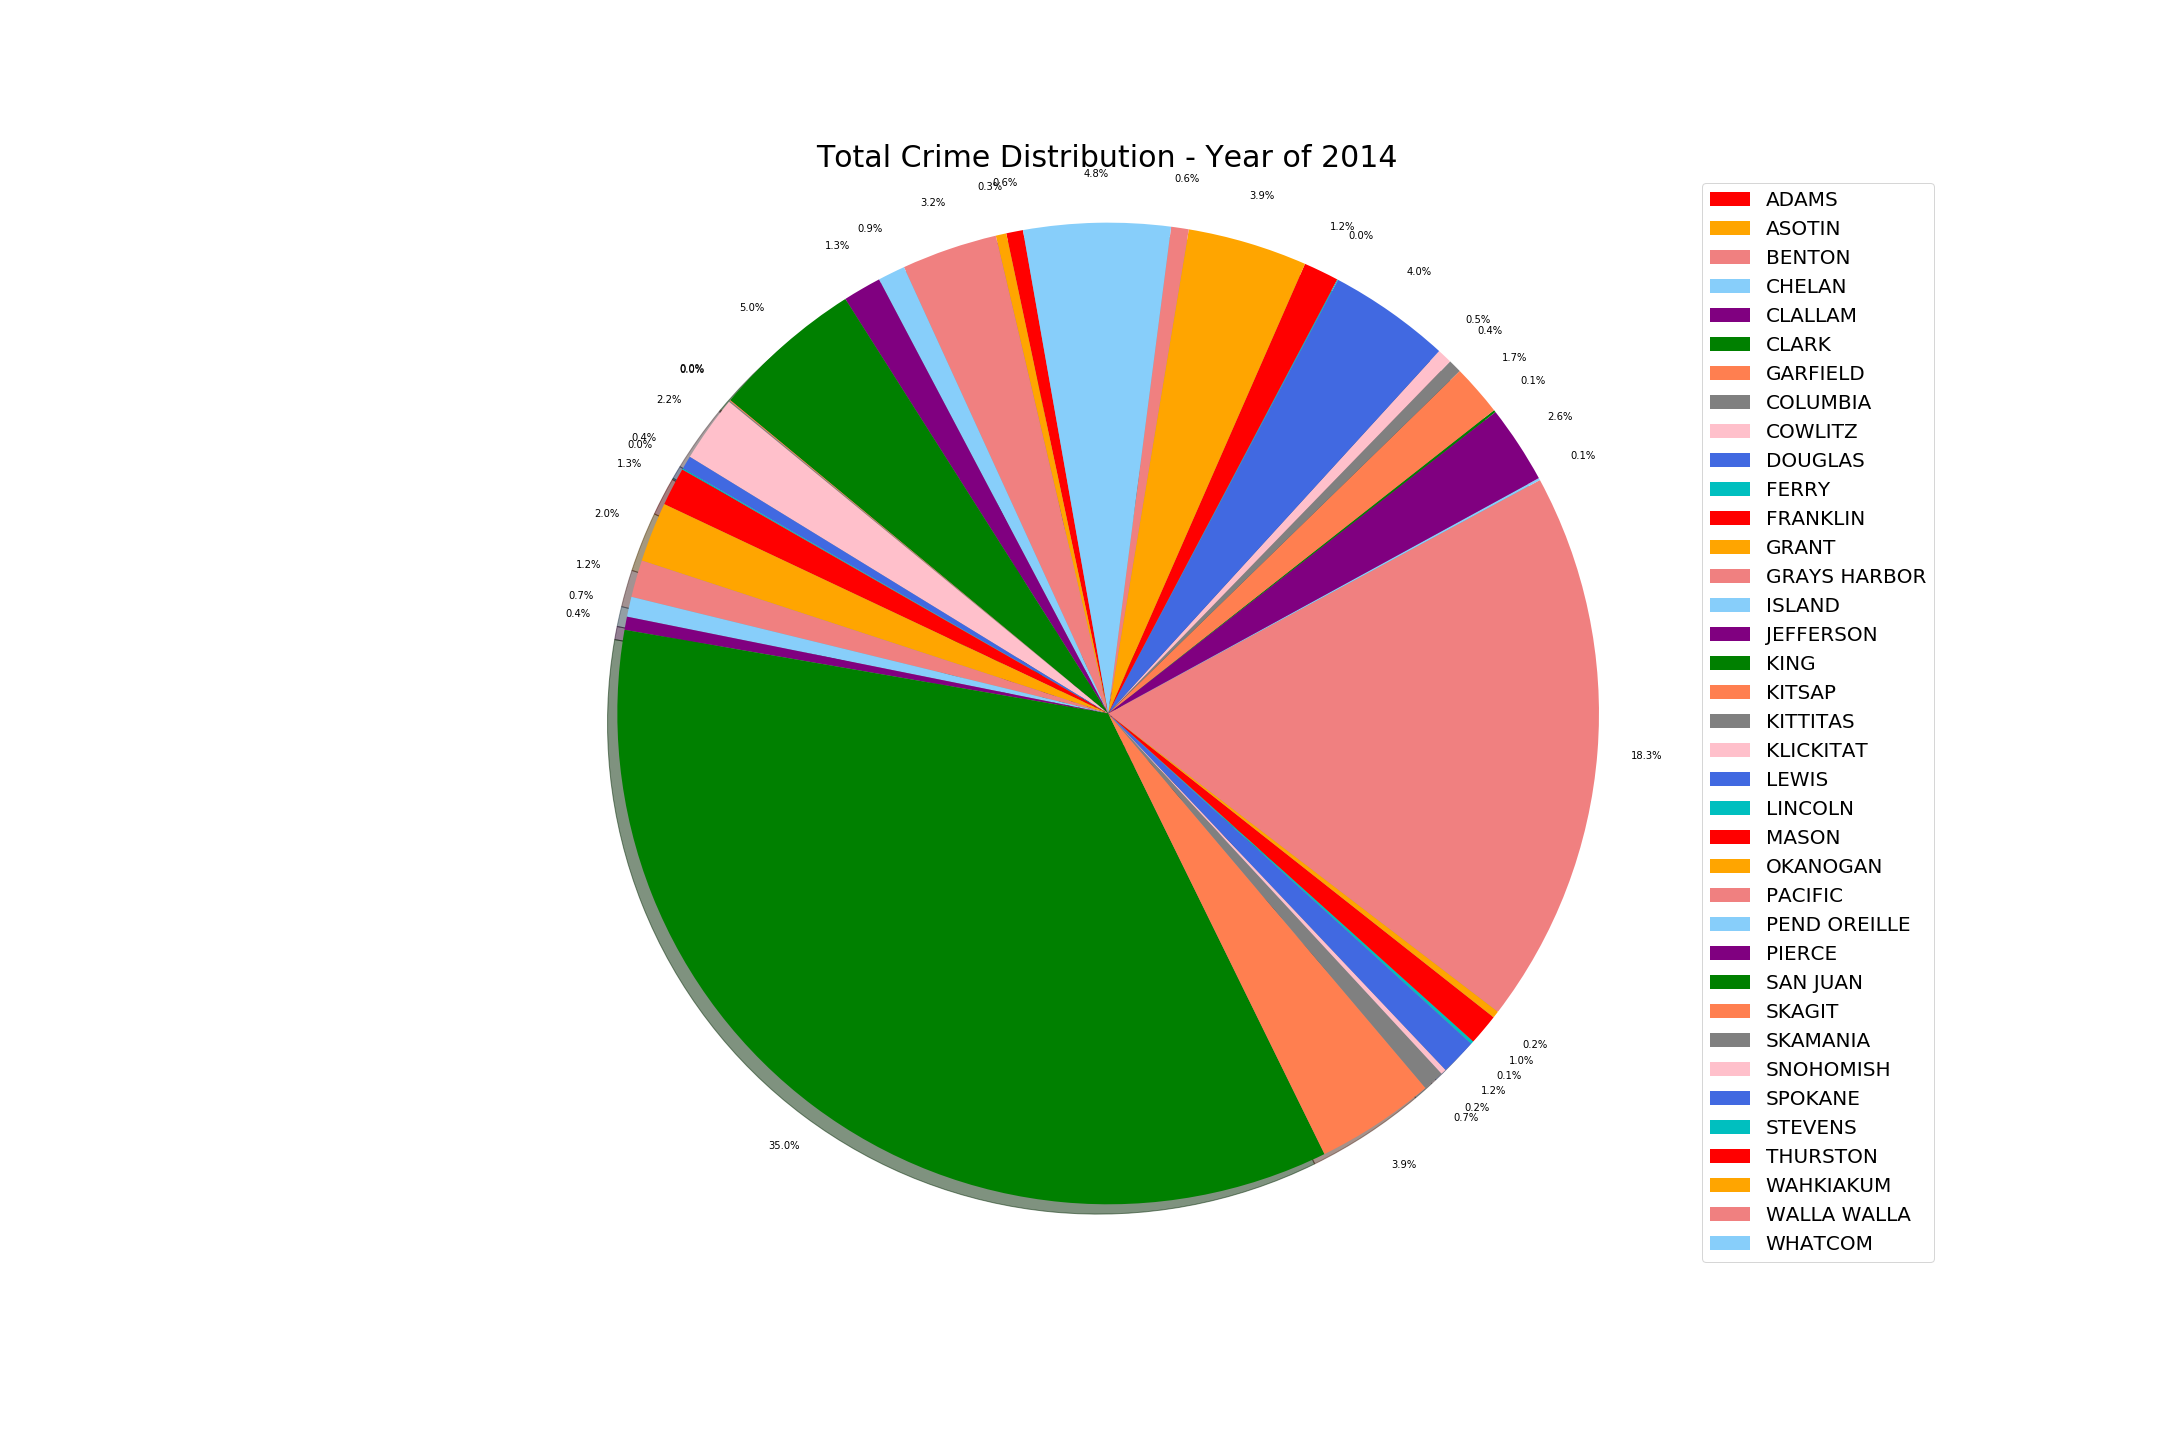 Total Crime Distribution - Year of 2014
0.6%
0.3%
3.2%
0.9%
1.3%
5.0%
0.0%
0.0%
2.2%
0.4%
0.0%
1.3%
2.0%
1.2%
0.7%
0.4%
35.0%
3.9%
0.7%
0.2%
1.2%
0.1%
1.0%
0.2%
18.3%
0.1%
2.6%
0.1%
1.7%
0.4%
0.5%
4.0%
0.0%
1.2%
3.9%
0.6%
4.8%
ADAMS
ASOTIN
BENTON
CHELAN
CLALLAM
CLARK
GARFIELD
COLUMBIA
COWLITZ
DOUGLAS
FERRY
FRANKLIN
GRANT
GRAYS HARBOR
ISLAND
JEFFERSON
KING
KITSAP
KITTITAS
KLICKITAT
LEWIS
LINCOLN
MASON
OKANOGAN
PACIFIC
PEND OREILLE
PIERCE
SAN JUAN
SKAGIT
SKAMANIA
SNOHOMISH
SPOKANE
STEVENS
THURSTON
WAHKIAKUM
WALLA WALLA
WHATCOM